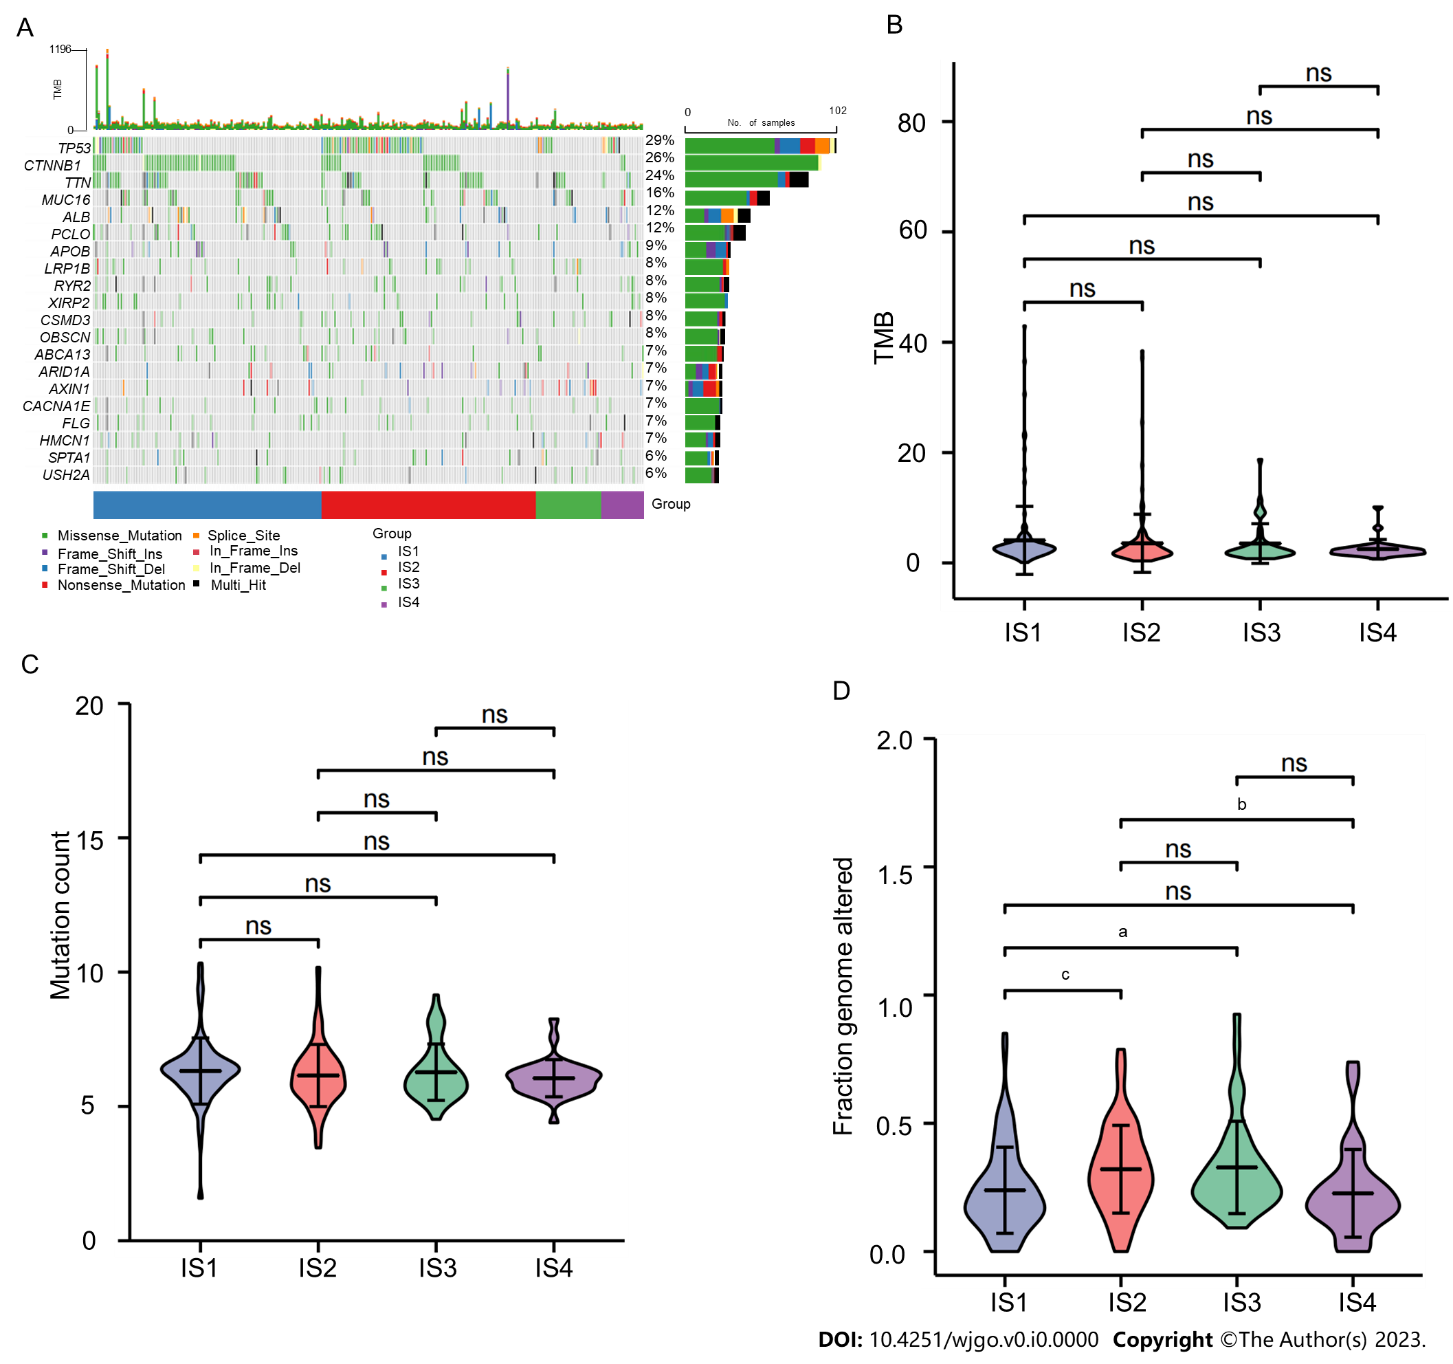 A
1196
TMB
0
0 102
No. of samples
TP53 29%
CTNNB1 26%
TTN 24%
MUC16 16%
ALB 12%
PCLO 12%
APOB 9%
LRP1B 8%
RYR2 8%
XIRP2 8%
CSMD3 8%
OBSCN 8%
ABCA13 7%
ARID1A 7%
AXIN1 7%
CACNA1E 7%
FLG 7%
HMCN1 7%
SPTA1 6%
USH2A 6%
Group
Missense_Mutation Splice_Site
Frame_Shift_Ins In_Frame_Ins
Frame_Shift_Del In_Frame_Del
Nonsense_Mutation Multi_Hit
Group
IS1
IS2
IS3
IS4
B
TMB
80
60
40
20
0
ns
ns
ns
ns
ns
ns
IS1 IS2 IS3 IS4
C
Mutation count
20
15
10
5
0
ns
ns
ns
ns
ns
ns
IS1 IS2 IS3 IS4
D
Fraction genome altered
2.0
1.5
1.0
0.5
0.0
ns
b
ns
ns
a
c
IS1 IS2 IS3 IS4
DOI: 10.4251/wjgo.v0.i0.0000 Copyright ©The Author(s) 2023.